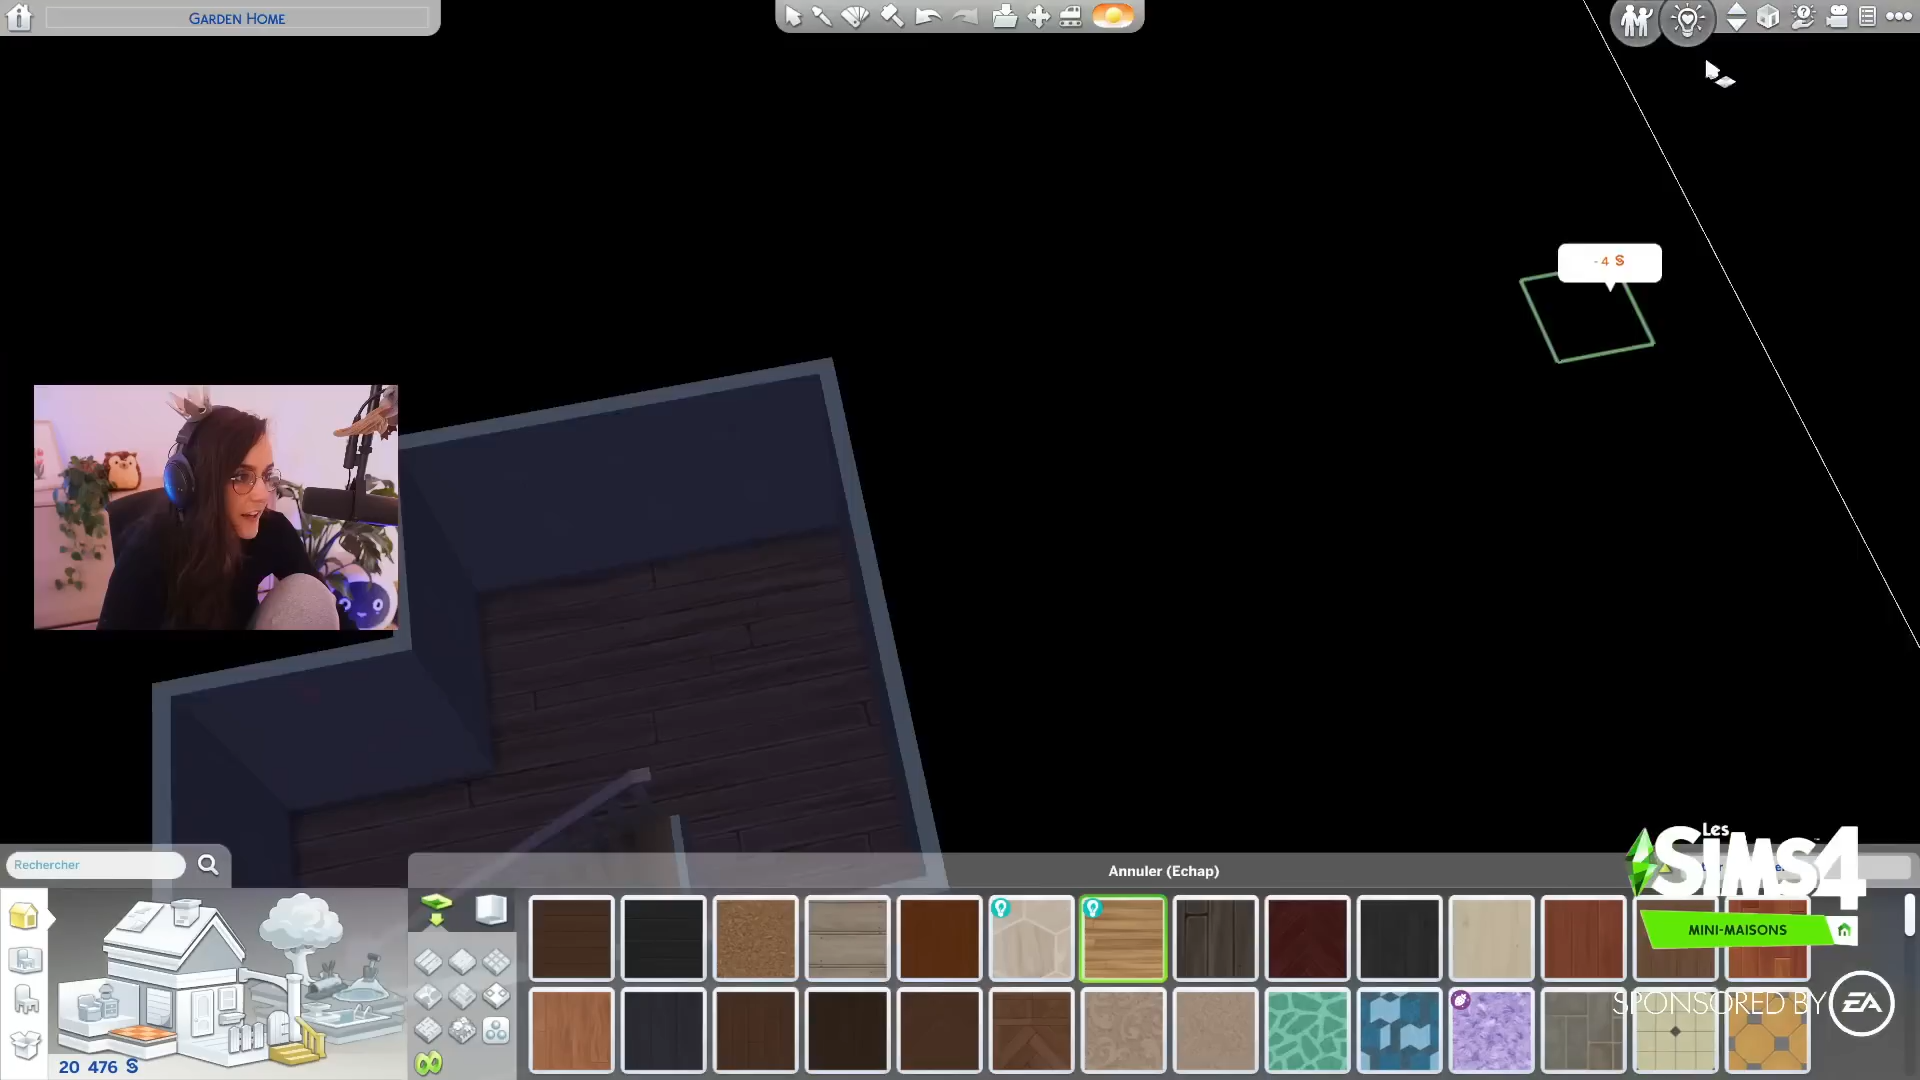 GARDEN HOME
- 4 §
Rechercher
Annuler (Echap)
Les
SIMS 4
MINI-MAISONS
SPONSORED BY EA
20 476 §